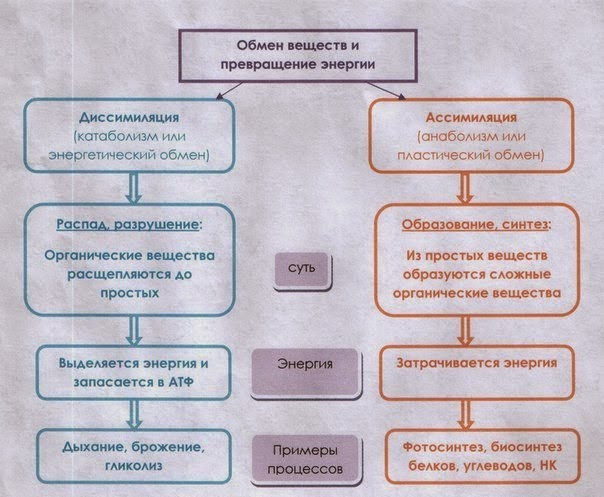 Обмен веществ и
превращение энергии
Диссимиляция
(катаболизм или
энергетический обмен)
Ассимиляция
(анаболизм или
пластический обмен)
Распад, разрушение:
Органические вещества
расщепляются до
простых
суть
Образование, синтез:
Из простых веществ
образуются сложные
органические вещества
Выделяется энергия и
запасается в АТФ
Энергия
Затрачивается энергия
Дыхание, брожение,
гликолиз
Примеры
процессов
Фотосинтез, биосинтез
белков, углеводов, НК